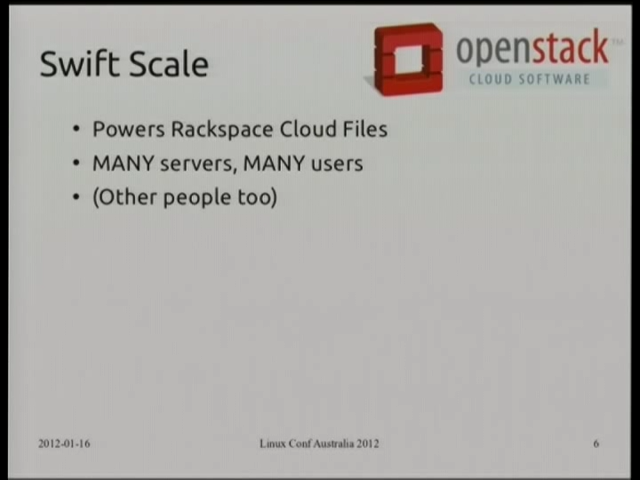 Swift Scale
openstack™
CLOUD SOFTWARE
• Powers Rackspace Cloud Files
• MANY servers, MANY users
• (Other people too)
2012-01-16
Linux Conf Australia 2012
6